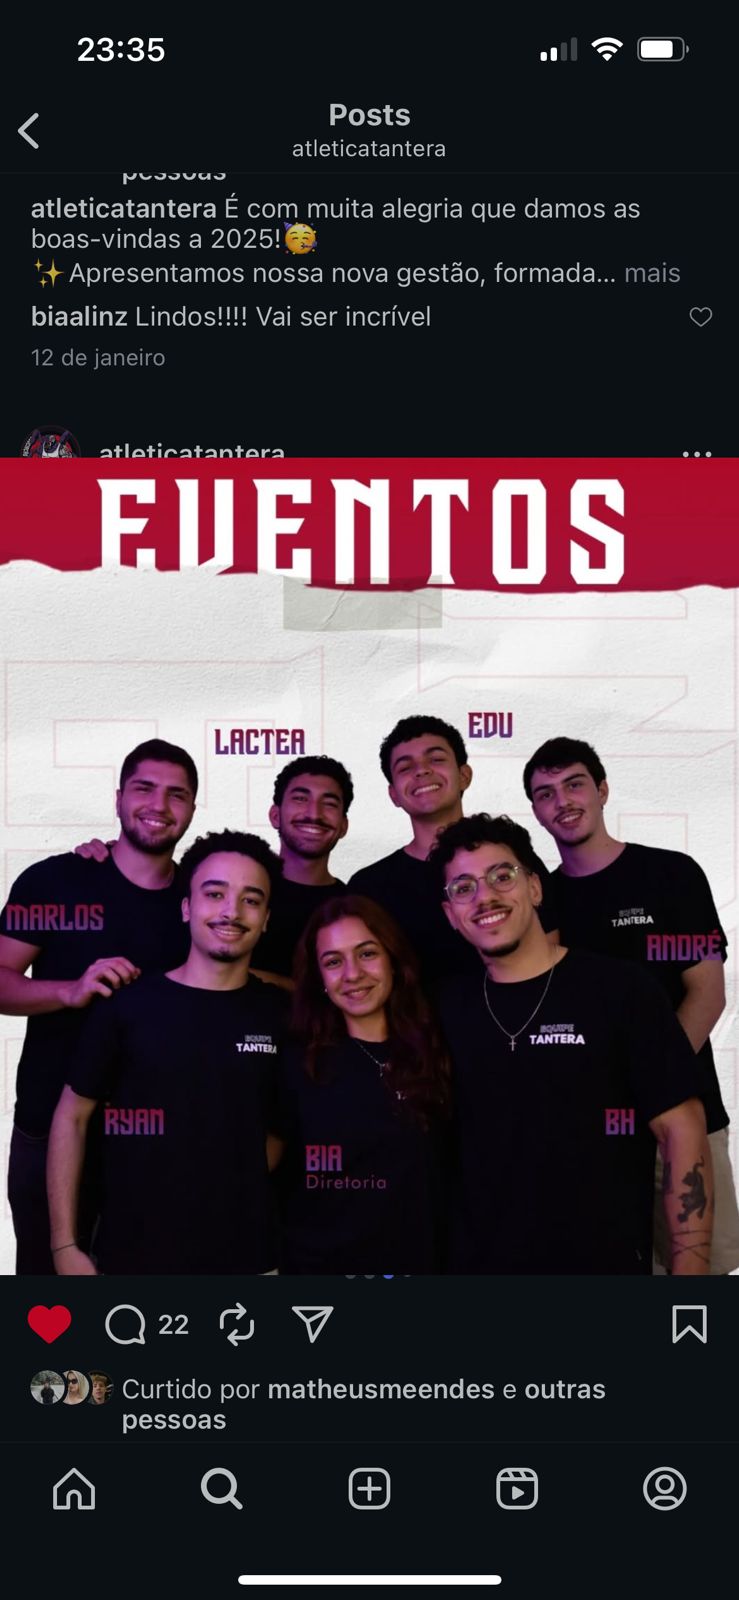 23:35
Posts
atleticatantera
pessoas
atleticatantera É com muita alegria que damos as
boas-vindas a 2025!🥳
✨Apresentamos nossa nova gestão, formada... mais
biaalinz Lindos!!!! Vai ser incrível
12 de janeiro
atleticatantera
EVENTOS
LACTEA
EDU
MARLOS
EQUIPE
TANTERA
ANDRÉ
EQUIPE
TANTERA
EQUIPE
TANTERA
RYAN
BH
BIA
Diretoria
22
Curtido por matheusmeendes e outras
pessoas